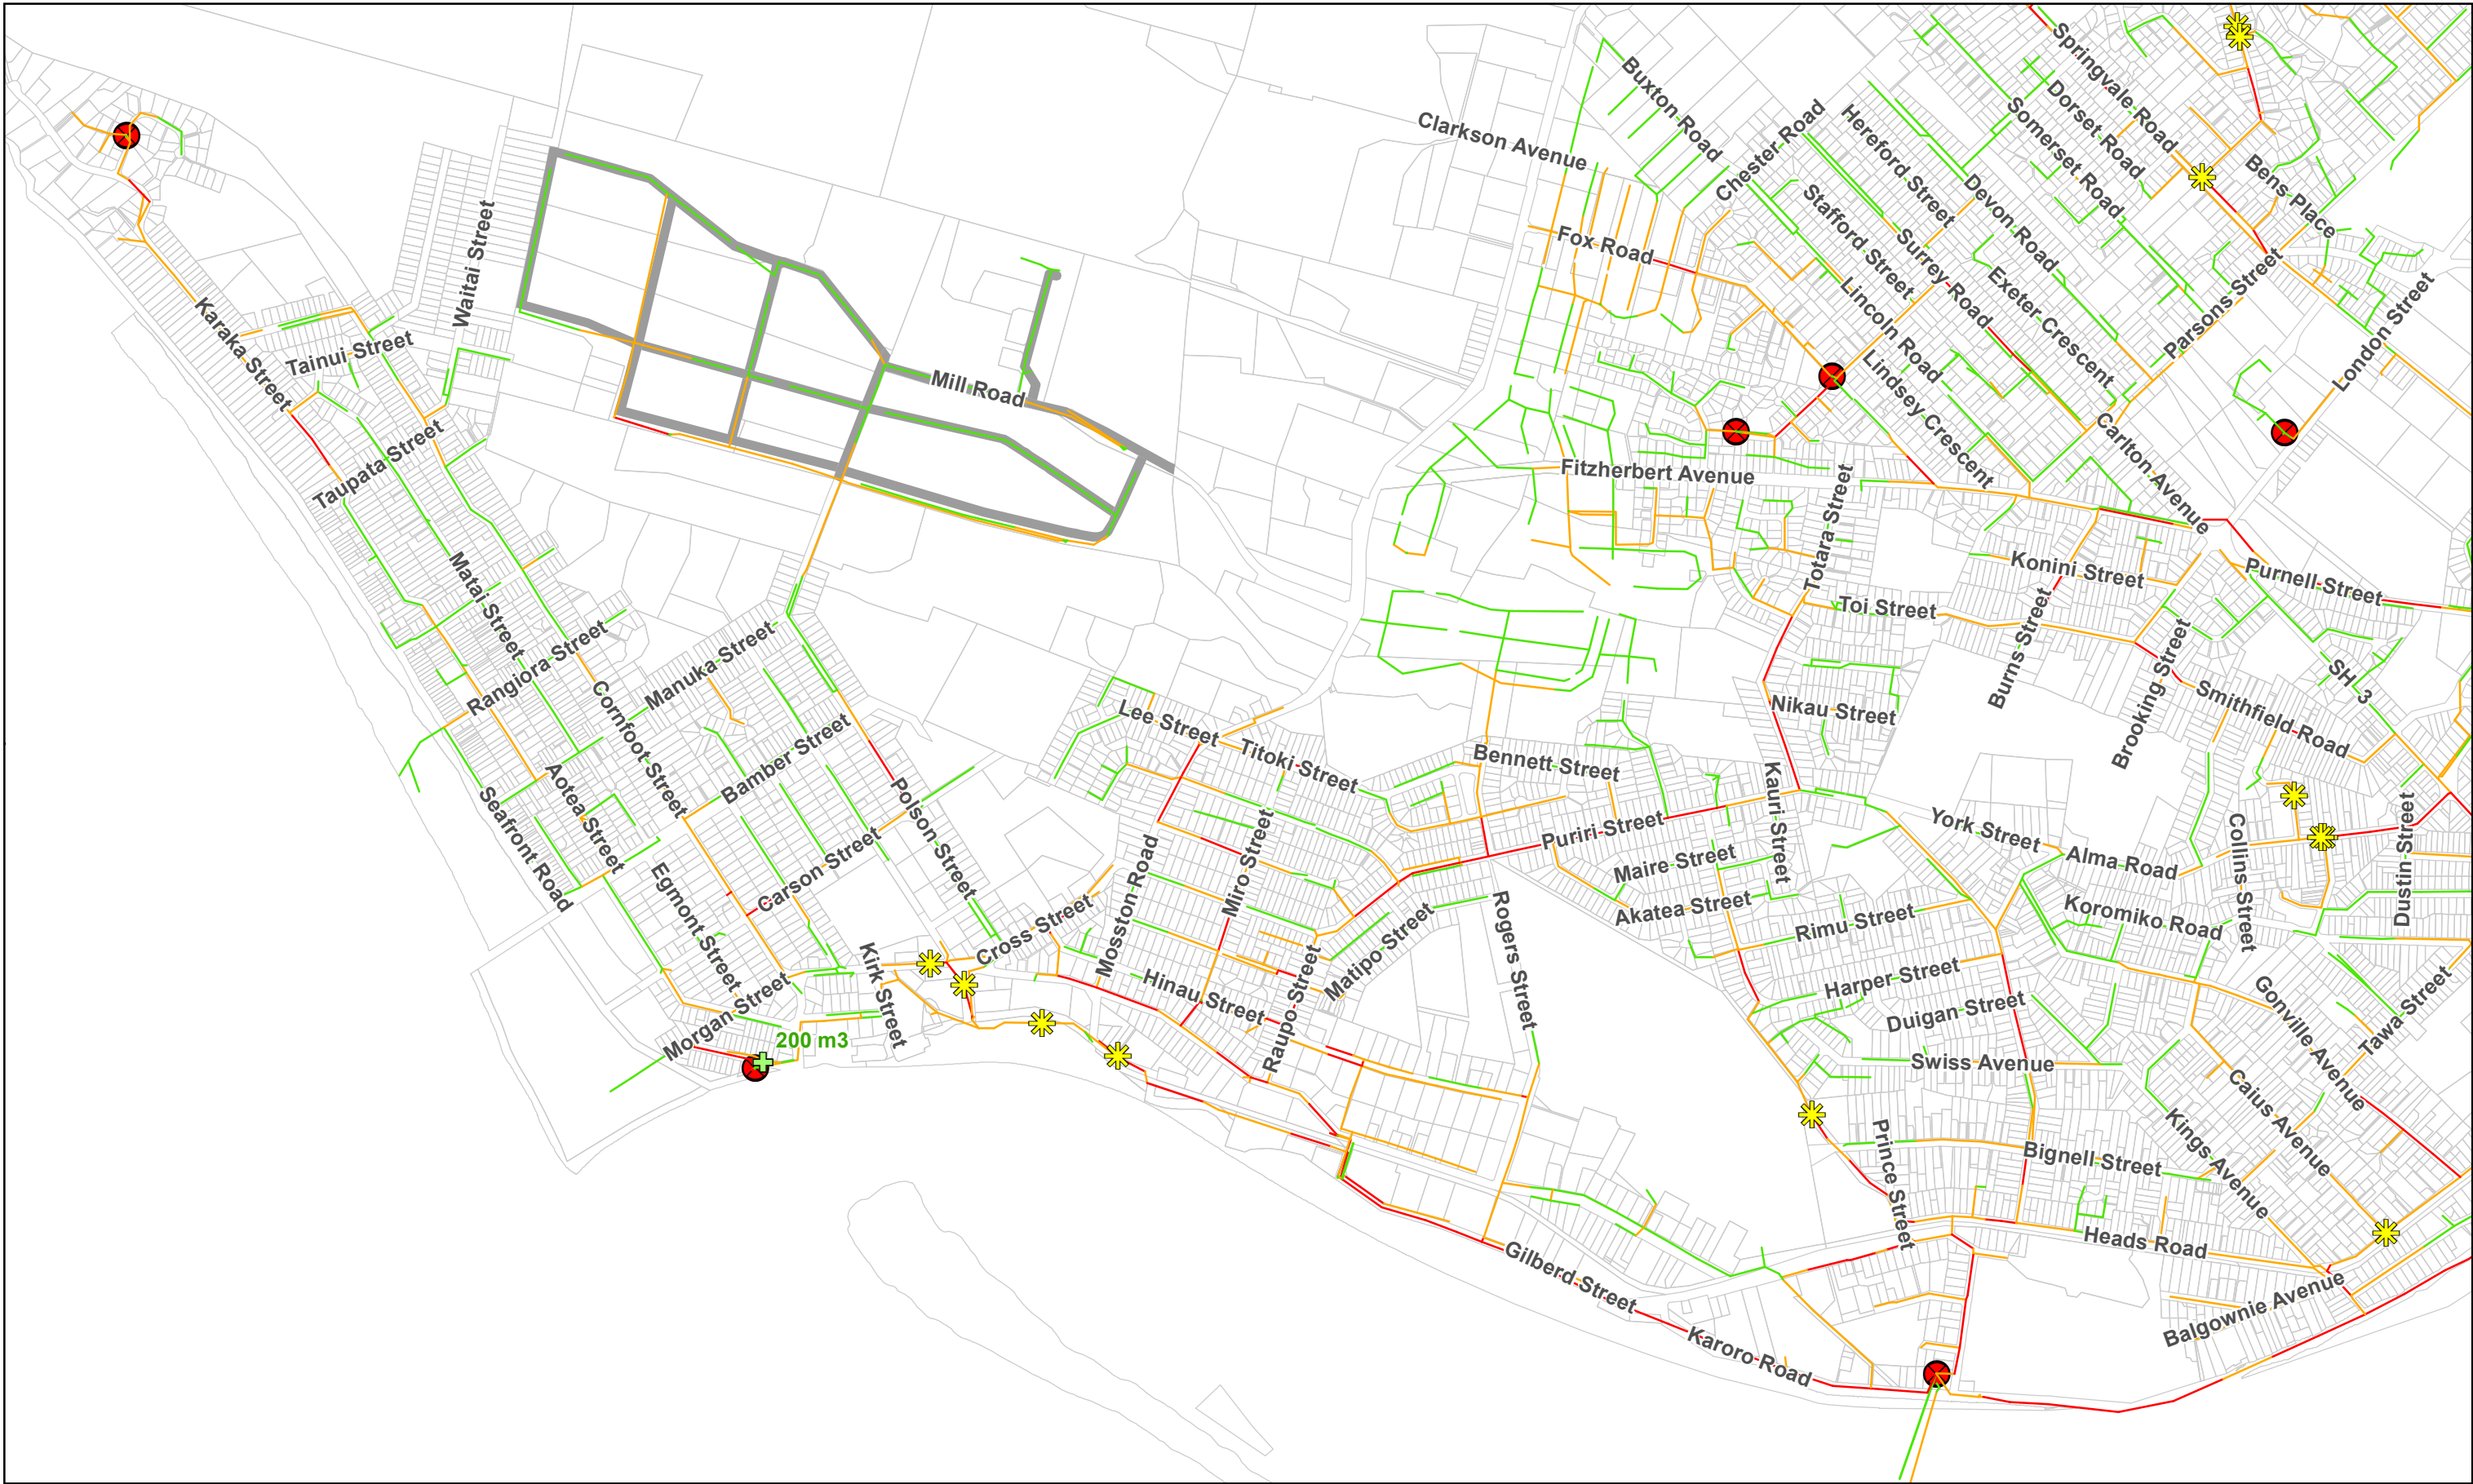 Springvale Road
Buxton Road
Dorset Road
Clarkson Avenue
Chester Road
Hereford Street
Somerset Road
Bens Place
Stafford Street
Devon Road
Waitai Street
Fox Road
Surrey Road
Exeter Crescent
Parsons Street
Karaka Street
Tainui Street
Lincoln Road
London Street
Mill Road
Lindsey Crescent
Taupata Street
Carlton Avenue
Fitzherbert Avenue
Totara Street
Matai Street
Konini Street
Purnell Street
Toi Street
Rangiora Street
Manuka Street
Burns Street
Brooking Street
SH 3
Cornfoot Street
Lee Street
Nikau Street
Smithfield Road
Bamber Street
Titoki Street
Bennett Street
Kauri Street
Aotea Street
Seafront Road
Polson Street
Puriri Street
York Street
Dustin Street
Carson Street
Miro Street
Maire Street
Alma Road
Collins Street
Egmont Street
Mosston Road
Akatea Street
Rimu Street
Koromiko Road
Cross Street
Rogers Street
Matipo Street
Kirk Street
Hinau Street
Raupo Street
Harper Street
Gonville Avenue
Tawa Street
Morgan Street
200 m3
Duigan Street
Swiss Avenue
Caius Avenue
Prince Street
Bignell Street
Kings Avenue
Heads Road
Gilberd Street
Balgownie Avenue
Karoro Road